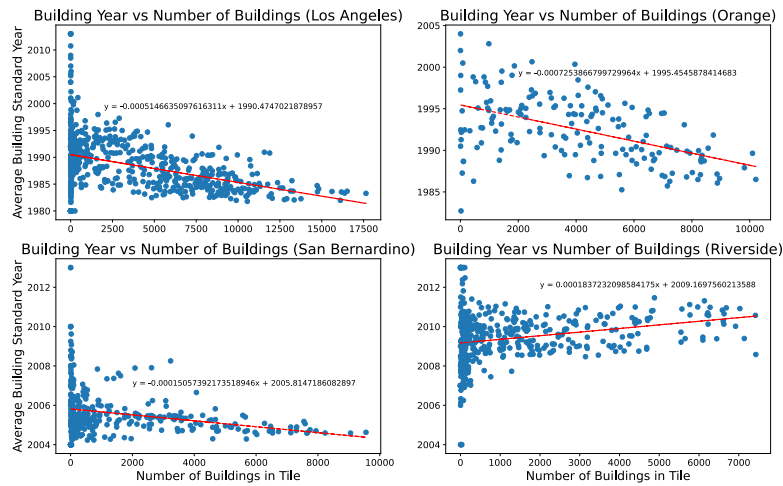 Building Year vs Number of Buildings (Los Angeles)
Average Building Standard Year
2010
2005
2000
1995
1990
1985
1980
y = -0.0005146635097616311x + 1990.4747021878957
0 2500 5000 7500 10000 12500 15000 17500
Building Year vs Number of Buildings (Orange)
2005
2000
1995
1990
1985
y = -0.0007253866799729964x + 1995.4545878414683
0 2000 4000 6000 8000 10000
Building Year vs Number of Buildings (San Bernardino)
Average Building Standard Year
2012
2010
2008
2006
2004
y = -0.00015057392173518946x + 2005.8147186082897
0 2000 4000 6000 8000 10000
Number of Buildings in Tile
Building Year vs Number of Buildings (Riverside)
2012
2010
2008
2006
2004
y = 0.0001837232098584175x + 2009.1697560213588
0 1000 2000 3000 4000 5000 6000 7000
Number of Buildings in Tile